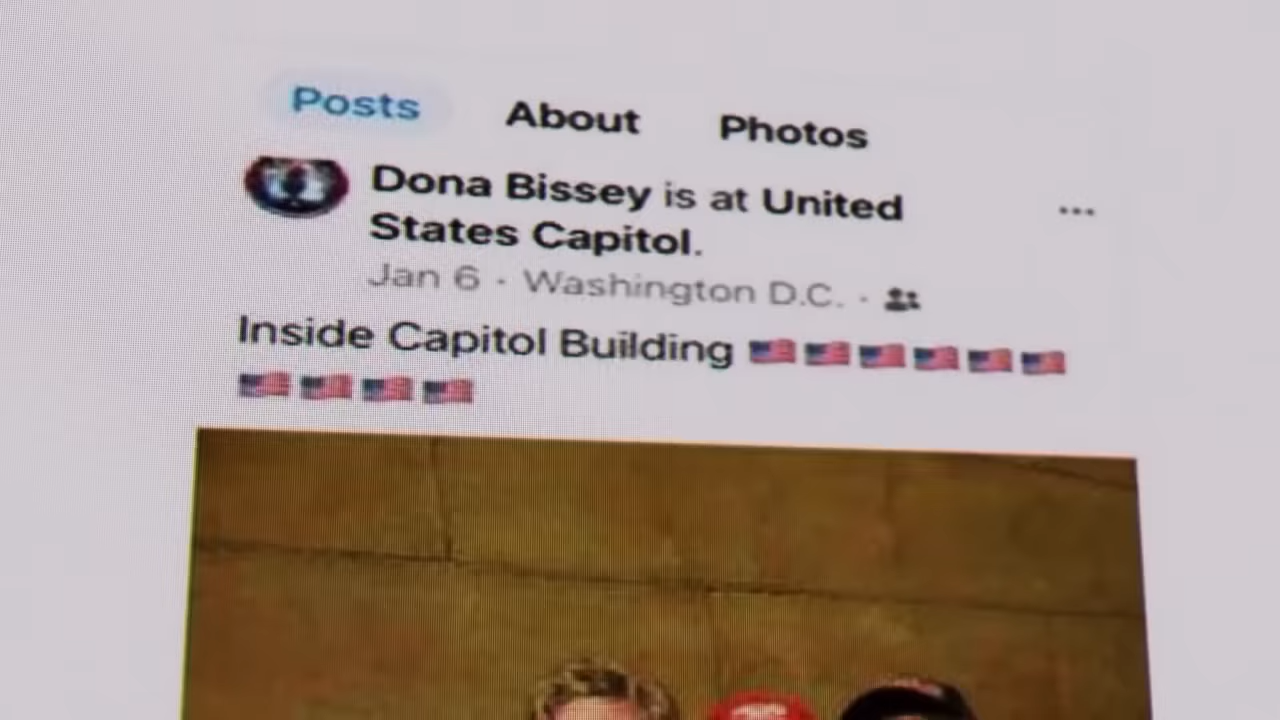 Posts About Photos
Dona Bissey is at United
States Capitol.
Jan 6 · Washington D.C. ·
Inside Capitol Building 🇺🇸🇺🇸🇺🇸🇺🇸🇺🇸🇺🇸
🇺🇸🇺🇸🇺🇸🇺🇸